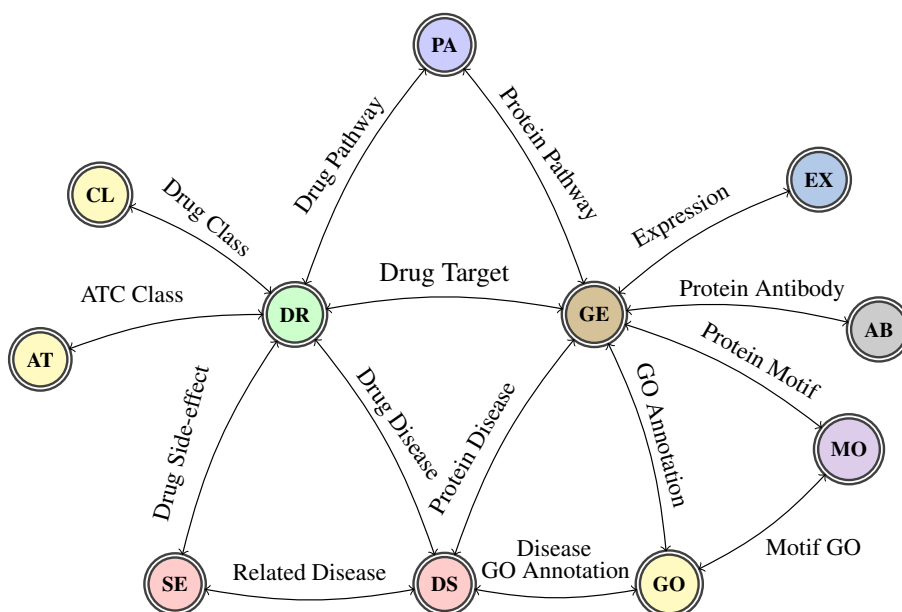 PA
Drug Pathway
Protein Pathway
CL
EX
Drug Class
Expression
ATC Class
Drug Target
Protein Antibody
DR
GE
AB
AT
Protein Motif
Drug Side-effect
Drug Disease
Protein Disease
GO Annotation
MO
Related Disease
Disease
GO Annotation
Motif GO
SE
DS
GO